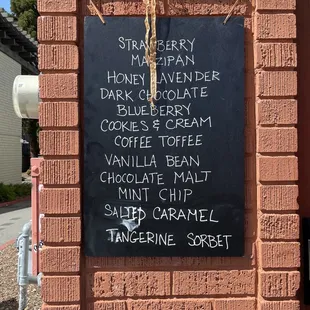 STRAWBERRY
MARZIPAN
HONEY LAVENDER
DARK CHOCOLATE
BLUEBERRY
COOKIES & CREAM
COFFEE TOFFEE
VANILLA BEAN
CHOCOLATE MALT
MINT CHIP
SALTED CARAMEL
TANGERINE SORBET